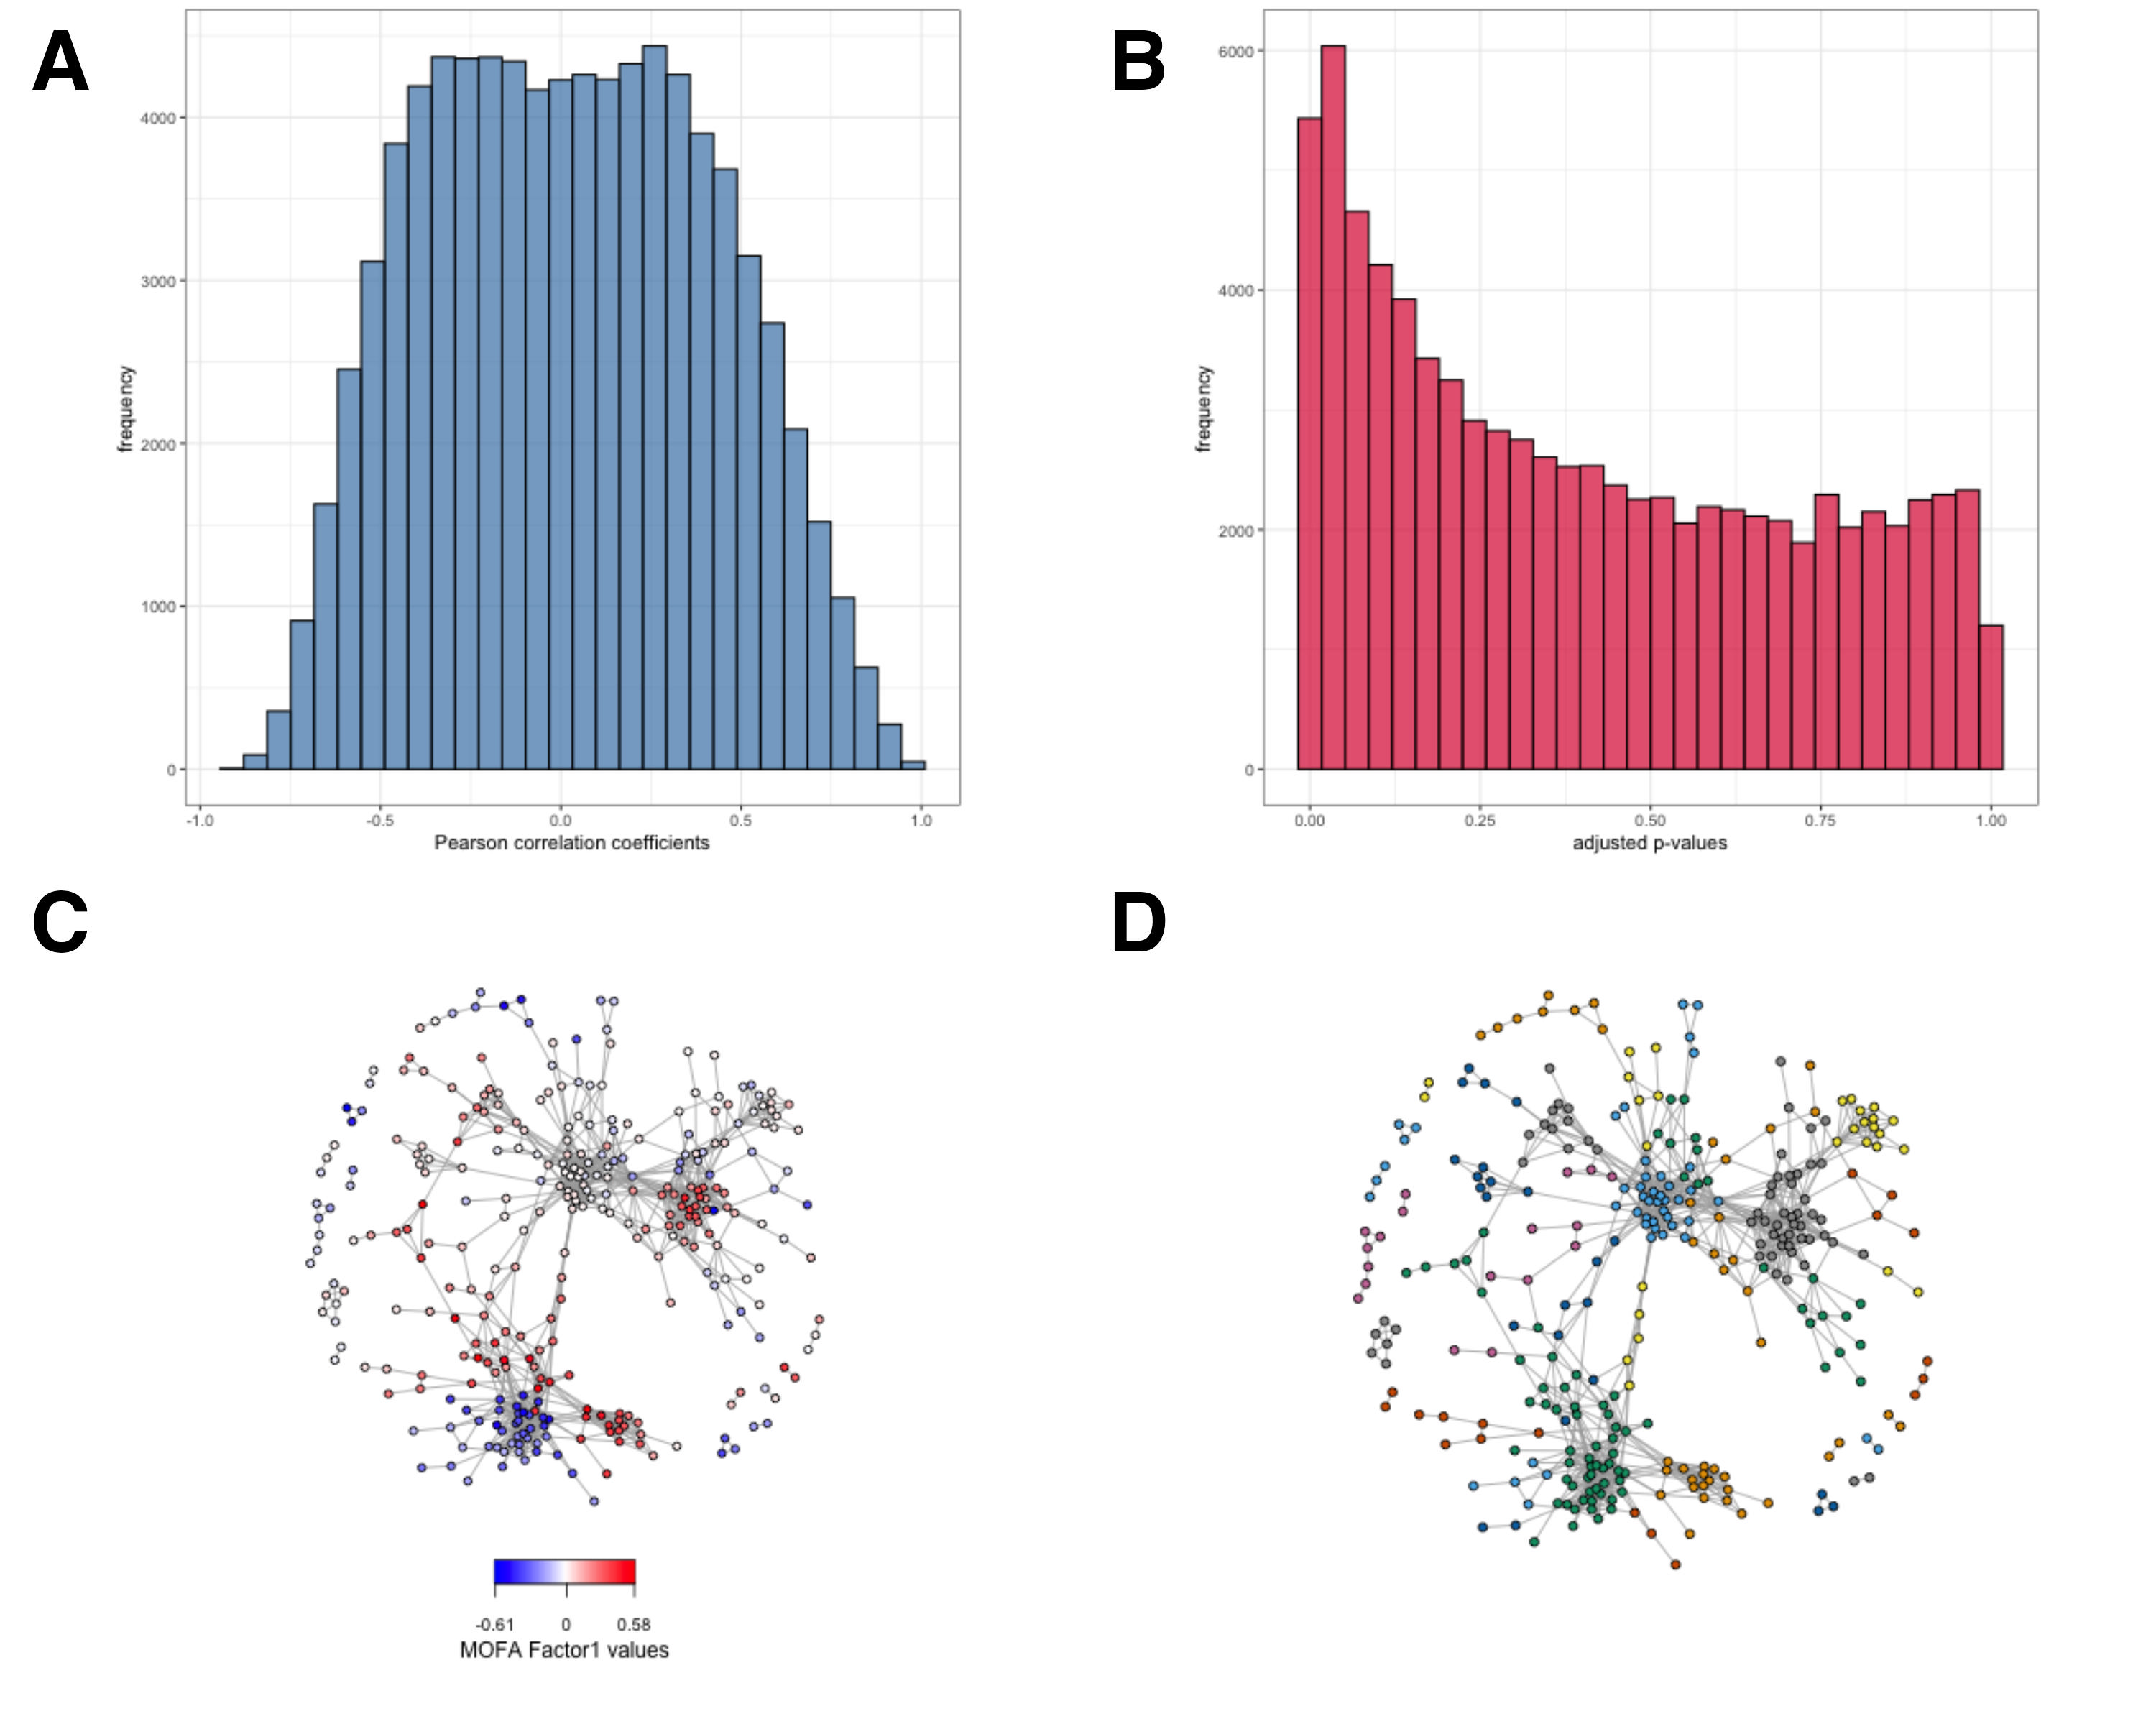 A
B
frequency
4000
3000
2000
1000
0
-1.0 -0.5 0.0 0.5 1.0
Pearson correlation coefficients
frequency
6000
4000
2000
0
0.00 0.25 0.50 0.75 1.00
adjusted p-values
C
D
-0.61 0 0.58
MOFA Factor1 values